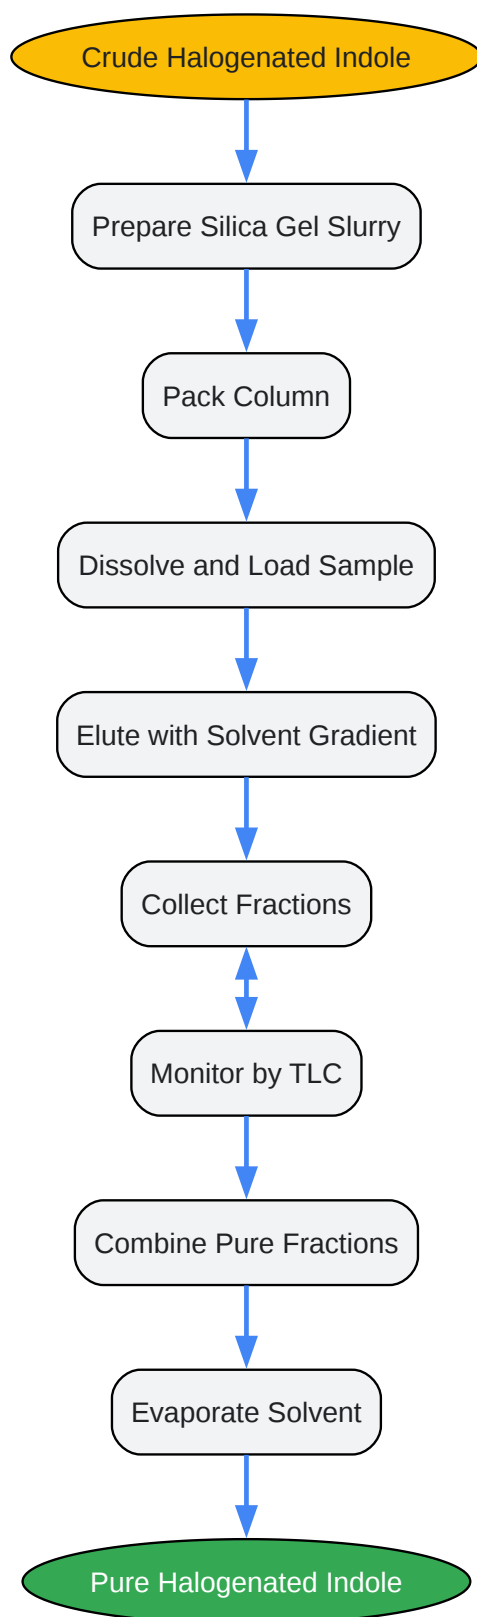 Crude Halogenated Indole
Prepare Silica Gel Slurry
Pack Column
Dissolve and Load Sample
Elute with Solvent Gradient
Collect Fractions
Monitor by TLC
Combine Pure Fractions
Evaporate Solvent
Pure Halogenated Indole